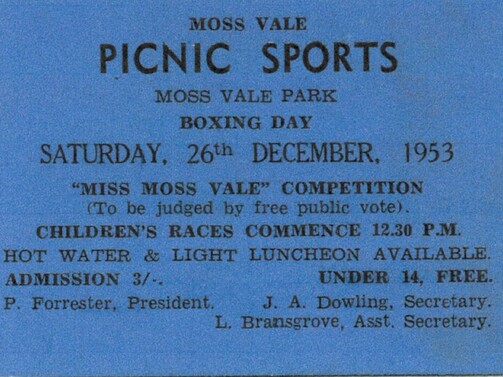 MOSS VALE
PICNIC SPORTS
MOSS VALE PARK
BOXING DAY
SATURDAY, 26th DECEMBER, 1953
"MISS MOSS VALE" COMPETITION
(To be judged by free public vote).
CHILDREN'S RACES COMMENCE 12.30 P.M.
HOT WATER & LIGHT LUNCHEON AVAILABLE.
ADMISSION 3/-. UNDER 14, FREE.
P. Forrester, President. J. A. Dowling, Secretary.
L. Bransgrove, Asst. Secretary.